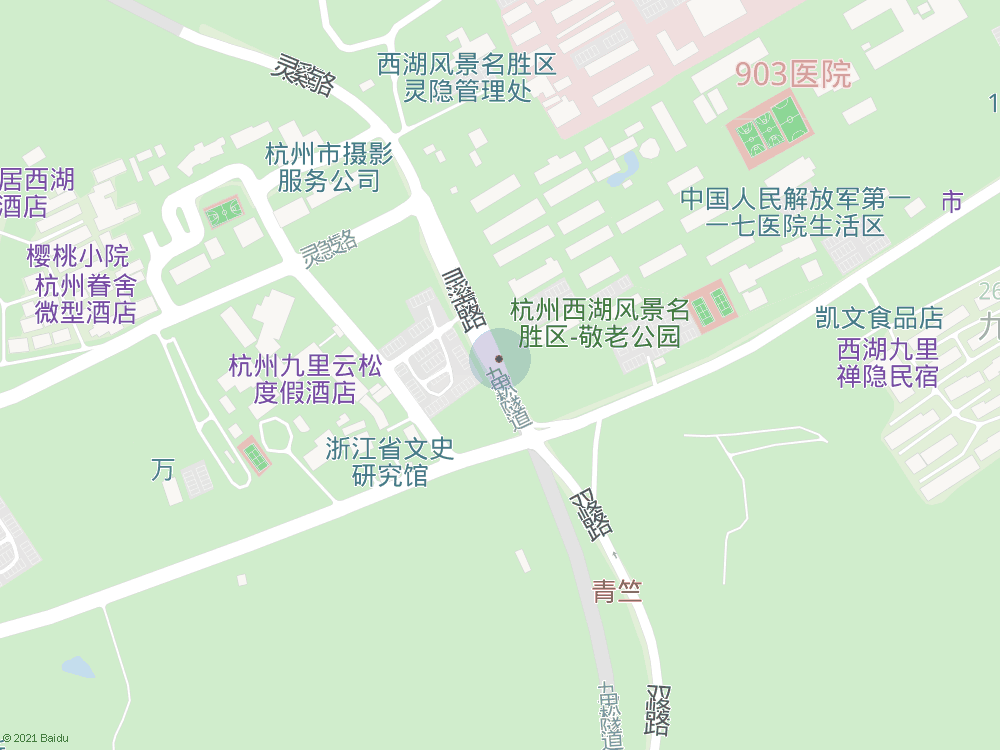 灵溪路
西湖风景名胜区
灵隐管理处
903医院
1
杭州市摄影
服务公司
居西湖
酒店
中国人民解放军第一
一七医院生活区
市
灵隐支路
樱桃小院
杭州眷舍
微型酒店
灵溪路
杭州西湖风景名
胜区-敬老公园
26
九
凯文食品店
西湖九里
禅隐民宿
杭州九里云松
度假酒店
九里松隧道
浙江省文史
研究馆
万
双峰路
青竺
九里松隧道
双峰路
© 2021 Baidu